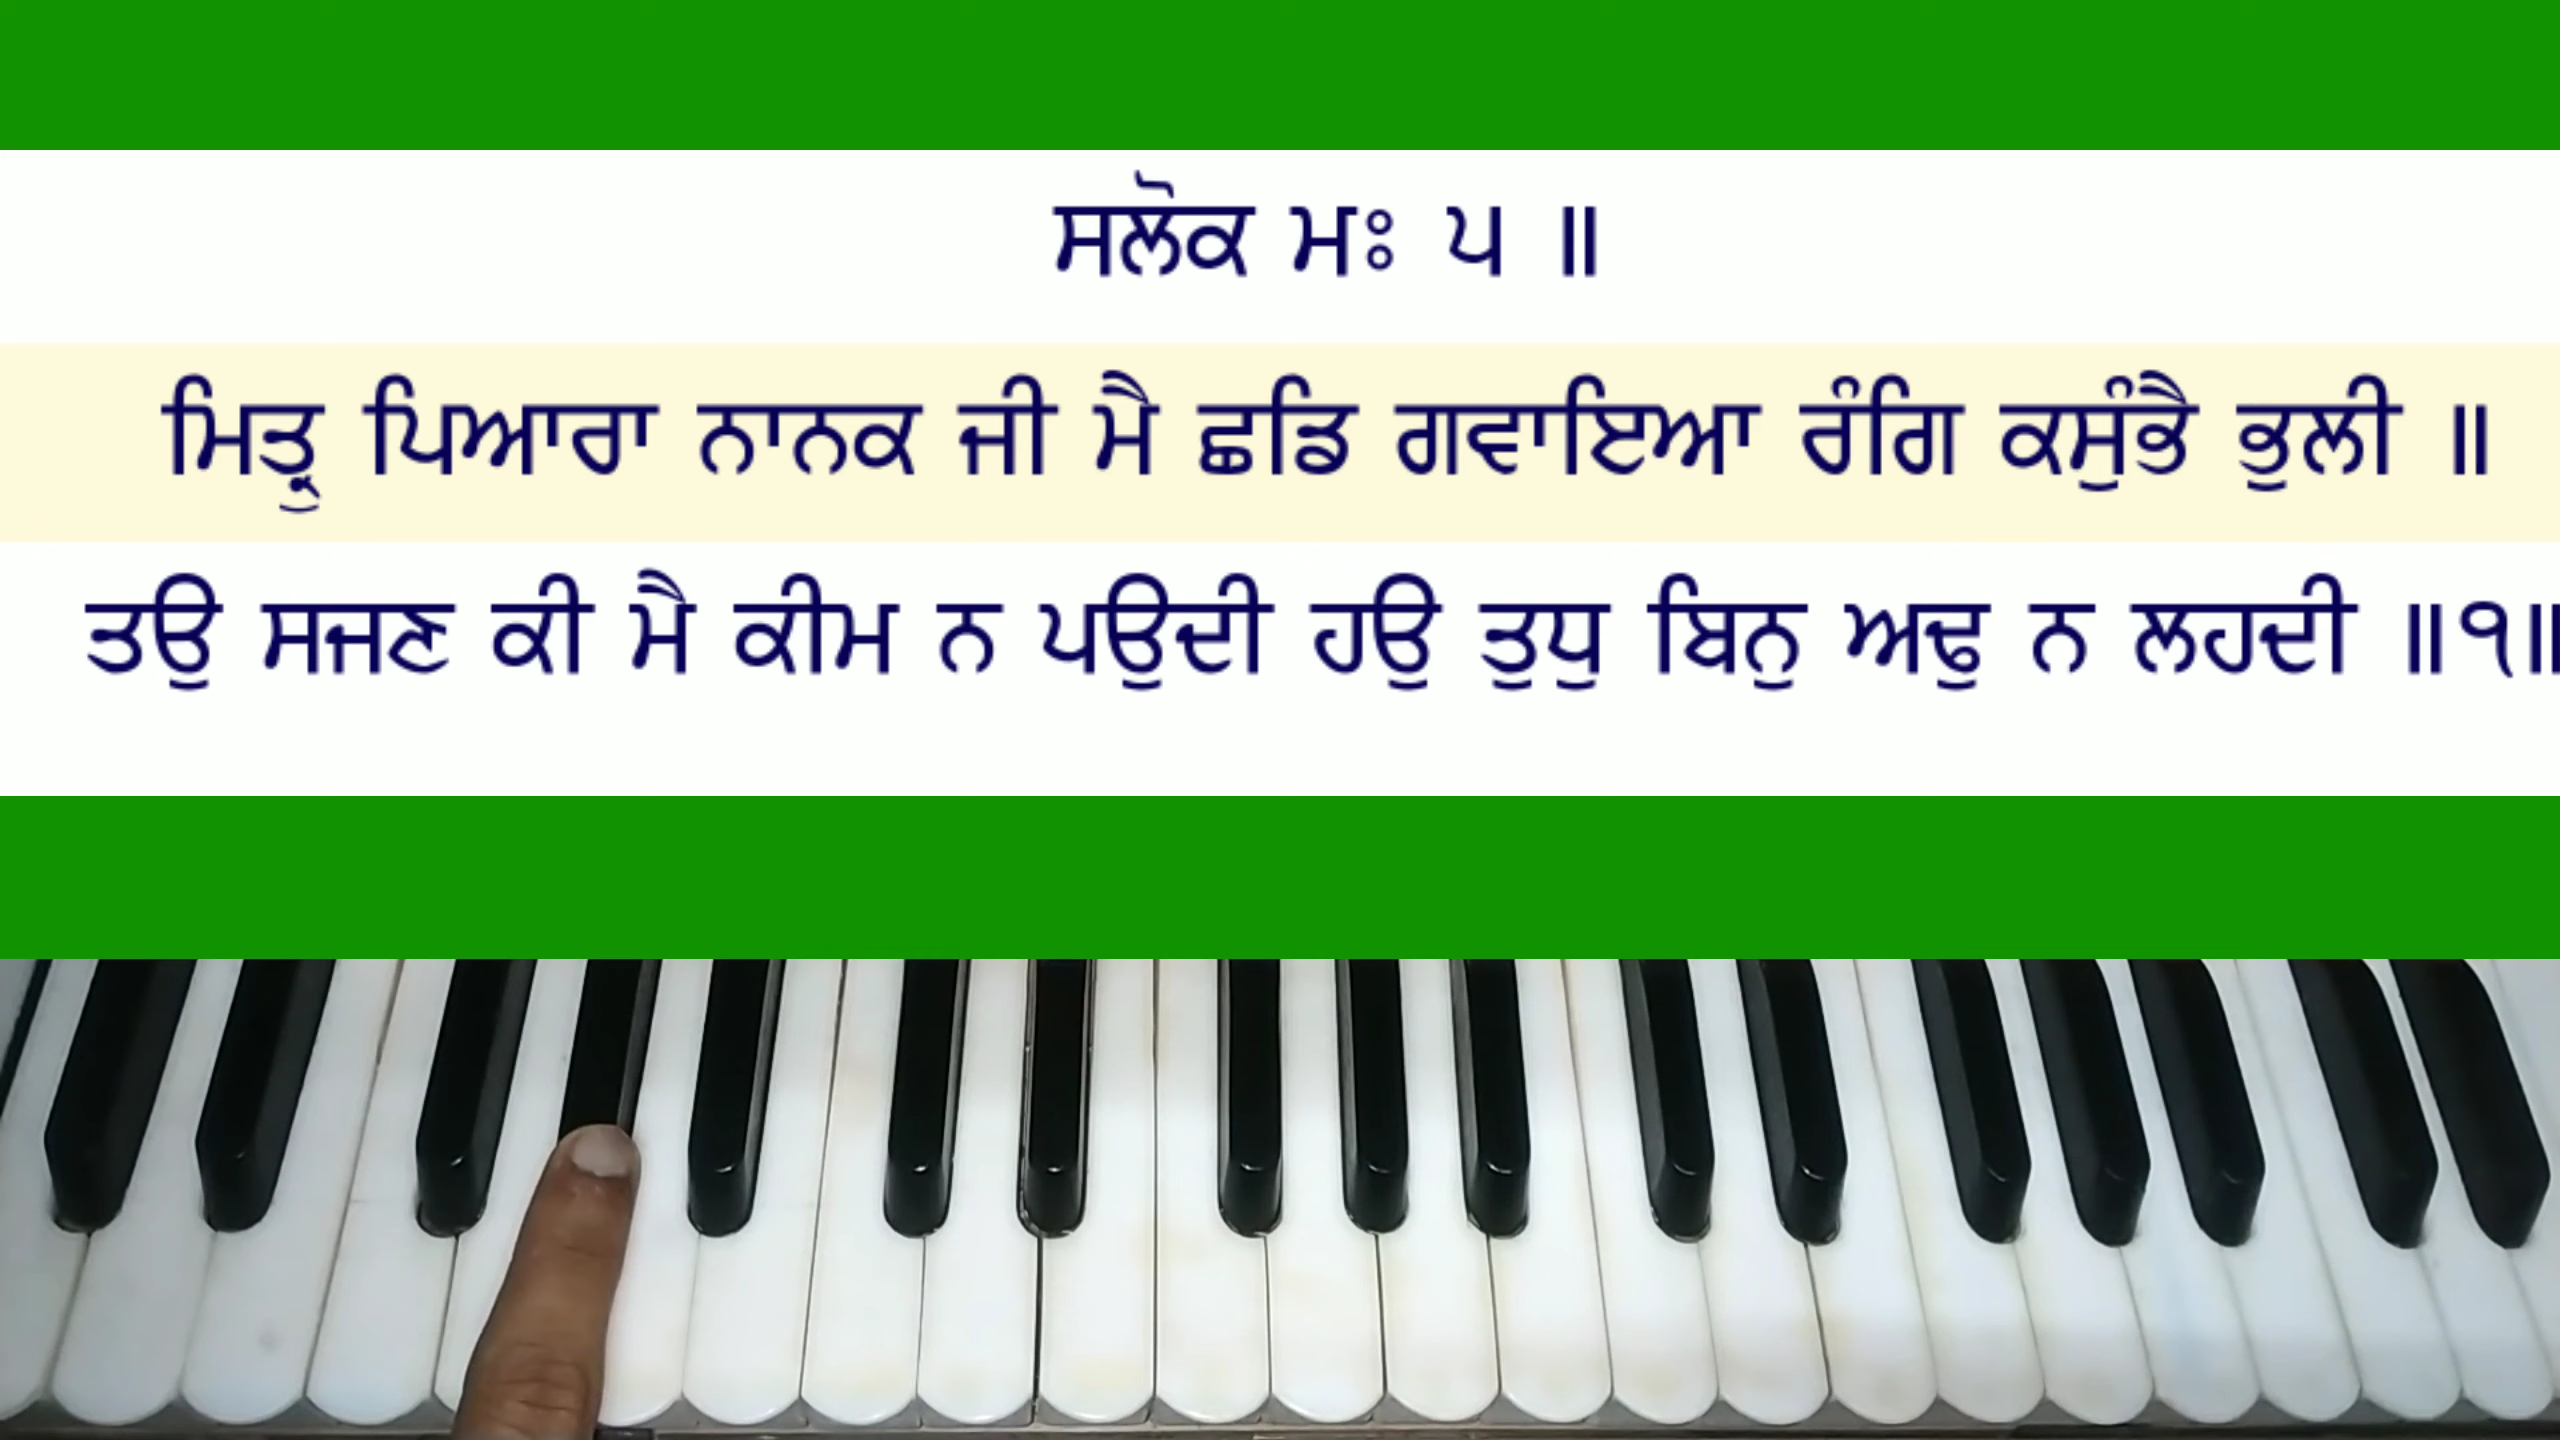 ਸਲੋਕ ਮਃ ੫ ॥
ਮਿਤ੍ਰੁ ਪਿਆਰਾ ਨਾਨਕ ਜੀ ਮੈ ਛਡਿ ਗਵਾਇਆ ਰੰਗਿ ਕਸੁੰਭੈ ਭੁਲੀ ॥
ਤਉ ਸਜਣ ਕੀ ਮੈ ਕੀਮ ਨ ਪਉਦੀ ਹਉ ਤੁਧੁ ਬਿਨੁ ਅਢੁ ਨ ਲਹਦੀ ॥੧॥